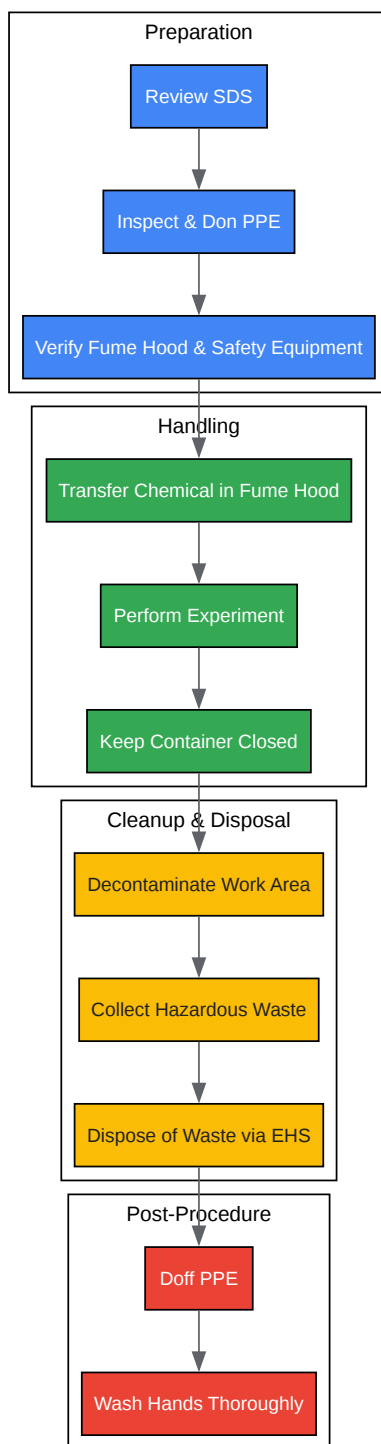 Preparation
Review SDS
Inspect & Don PPE
Verify Fume Hood & Safety Equipment
Handling
Transfer Chemical in Fume Hood
Perform Experiment
Keep Container Closed
Cleanup & Disposal
Decontaminate Work Area
Collect Hazardous Waste
Dispose of Waste via EHS
Post-Procedure
Doff PPE
Wash Hands Thoroughly